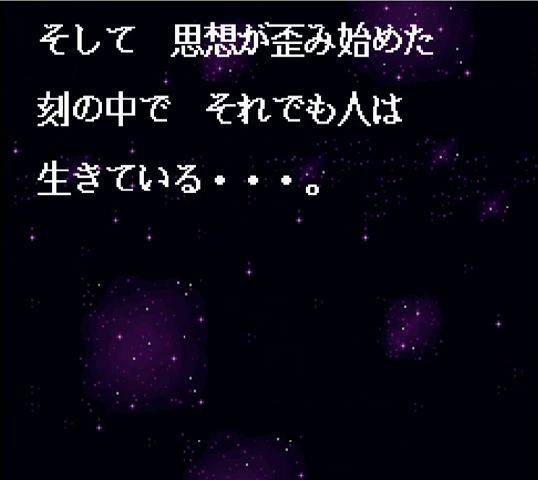 そして　思想が歪み始めた
刻の中で　それでも人は
生きている・・・。